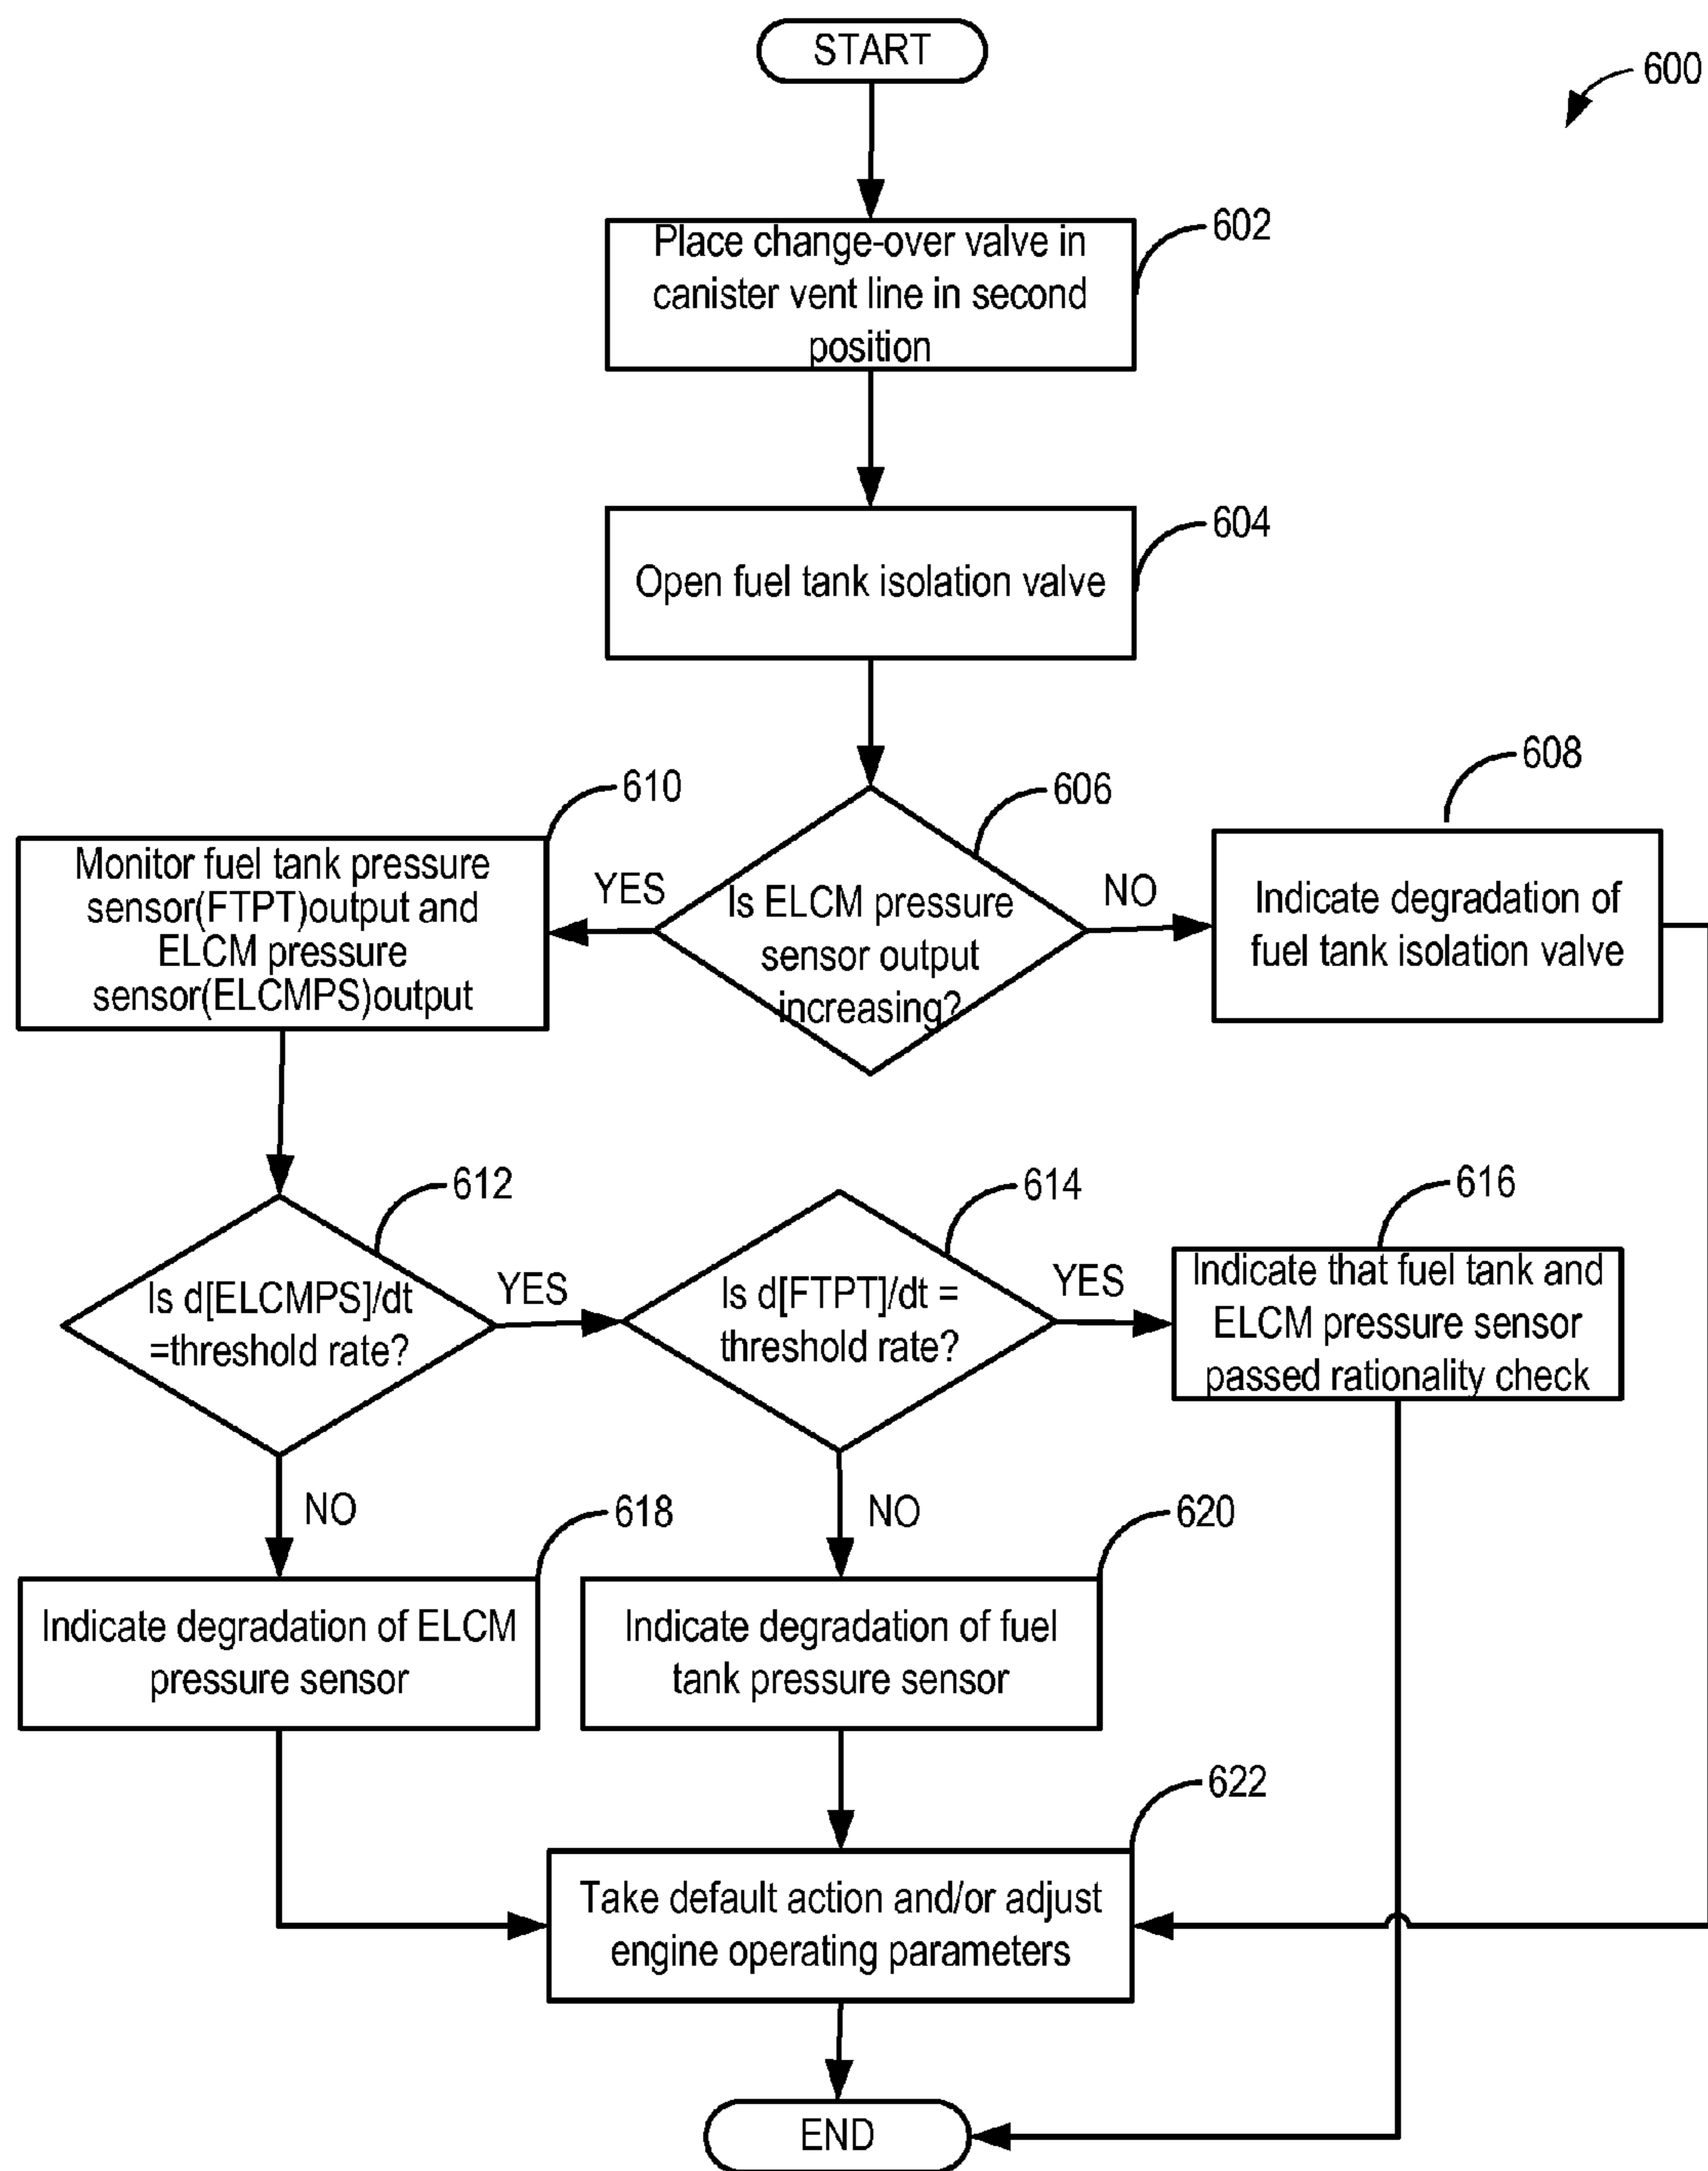 START
600
Place change-over valve in
canister vent line in second
position
602
Open fuel tank isolation valve
604
Is ELCM pressure
sensor output
increasing?
606
YES
NO
608
Indicate degradation of
fuel tank isolation valve
610
Monitor fuel tank pressure
sensor(FTPT)output and
ELCM pressure
sensor(ELCMPS)output
612
Is d[ELCMPS]/dt
=threshold rate?
YES
614
Is d[FTPT]/dt =
threshold rate?
YES
616
Indicate that fuel tank and
ELCM pressure sensor
passed rationality check
NO
618
Indicate degradation of ELCM
pressure sensor
NO
620
Indicate degradation of fuel
tank pressure sensor
622
Take default action and/or adjust
engine operating parameters
END